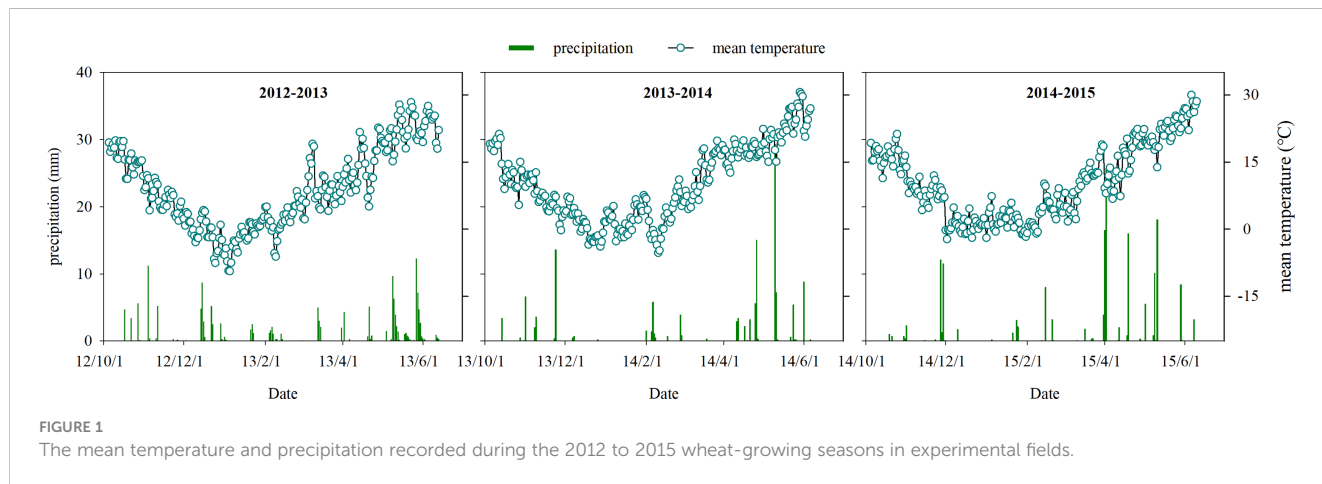 precipitation mean temperature
2012-2013 2013-2014 2014-2015
40
30
20
10
0
precipitation (mm)
30
15
0
-15
mean temperature (℃)
12/10/1 12/12/1 13/2/1 13/4/1 13/6/1
13/10/1 13/12/1 14/2/1 14/4/1 14/6/1
14/10/1 14/12/1 15/2/1 15/4/1 15/6/1
Date Date Date
FIGURE 1
The mean temperature and precipitation recorded during the 2012 to 2015 wheat-growing seasons in experimental fields.